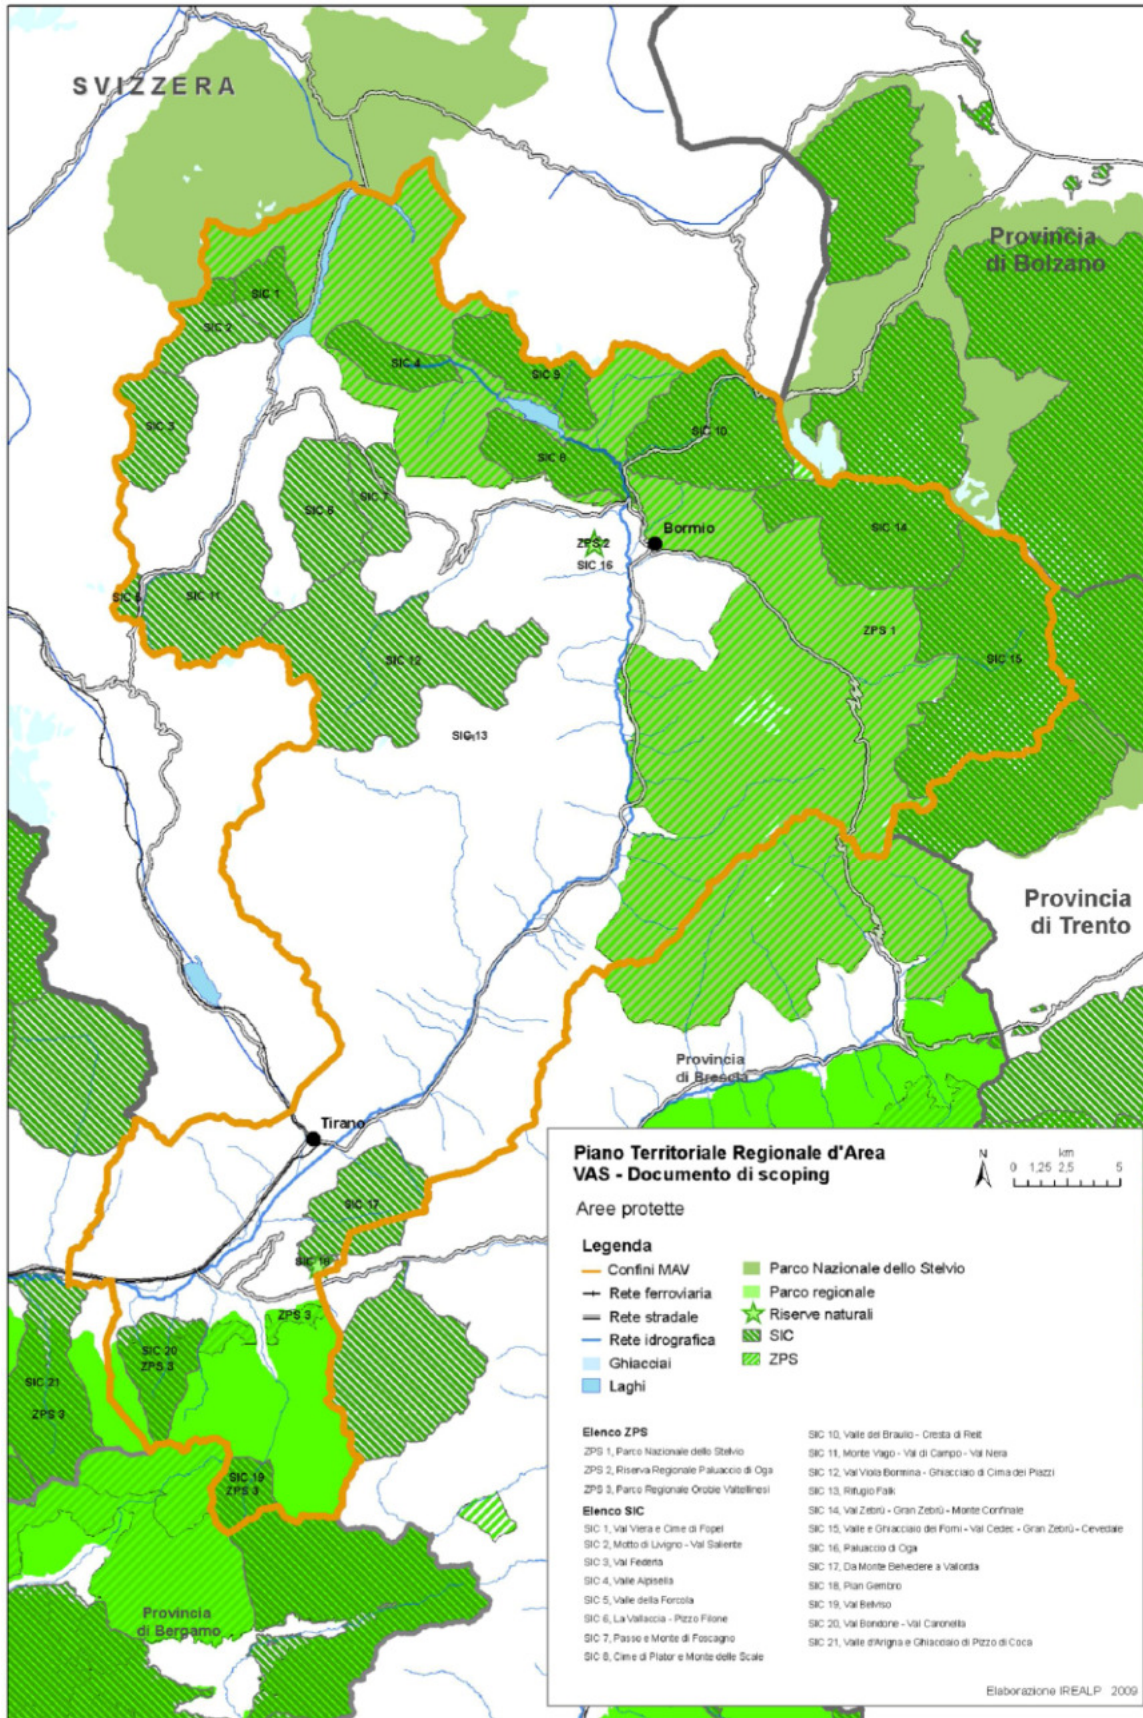 SVIZZERA
Provincia
di Bolzano
SIC 1
SIC 2
SIC 4
SIC 9
SIC 3
SIC 10
SIC 8
SIC 6
SIC 7
SIC 14
Bormio
ZPS 2
SIC 16
SIC 5
SIC 11
ZPS 1
SIC 12
SIC 15
SIC 13
Provincia
di Trento
Provincia
di Brescia
Tirano
SIC 17
SIC 18
ZPS 3
SIC 20
ZPS 3
SIC 21
ZPS 3
SIC 19
ZPS 3
Provincia
di Bergamo
Piano Territoriale Regionale d'Area
VAS - Documento di scoping
Aree protette
N
km
0 1,25 2,5 5
Legenda
Confini MAV
Rete ferroviaria
Rete stradale
Rete idrografica
Ghiacciai
Laghi
Parco Nazionale dello Stelvio
Parco regionale
Riserve naturali
SIC
ZPS
Elenco ZPS
ZPS 1, Parco Nazionale dello Stelvio
ZPS 2, Riserva Regionale Paluaccio di Oga
ZPS 3, Parco Regionale Orobie Valtellinesi
Elenco SIC
SIC 1, Val Viera e Cime di Fopel
SIC 2, Motto di Livigno - Val Saliente
SIC 3, Val Federia
SIC 4, Valle Alpisella
SIC 5, Valle della Forcola
SIC 6, La Vallaccia - Pizzo Filone
SIC 7, Passo e Monte di Foscagno
SIC 8, Cime di Plator e Monte delle Scale
SIC 10, Valle del Braulio - Cresta di Reit
SIC 11, Monte Vago - Val di Campo - Val Nera
SIC 12, Val Viola Bormina - Ghiacciaio di Cima dei Piazzi
SIC 13, Rifugio Falk
SIC 14, Val Zebrù - Gran Zebrù - Monte Confinale
SIC 15, Valle e Ghiacciaio dei Forni - Val Cedec - Gran Zebrù - Cevedale
SIC 16, Paluaccio di Oga
SIC 17, Da Monte Belvedere a Vallorda
SIC 18, Pian Gembro
SIC 19, Val Belviso
SIC 20, Val Bondone - Val Caronella
SIC 21, Valle d'Arigna e Ghiacciaio di Pizzo di Coca
Elaborazione IREALP 2009